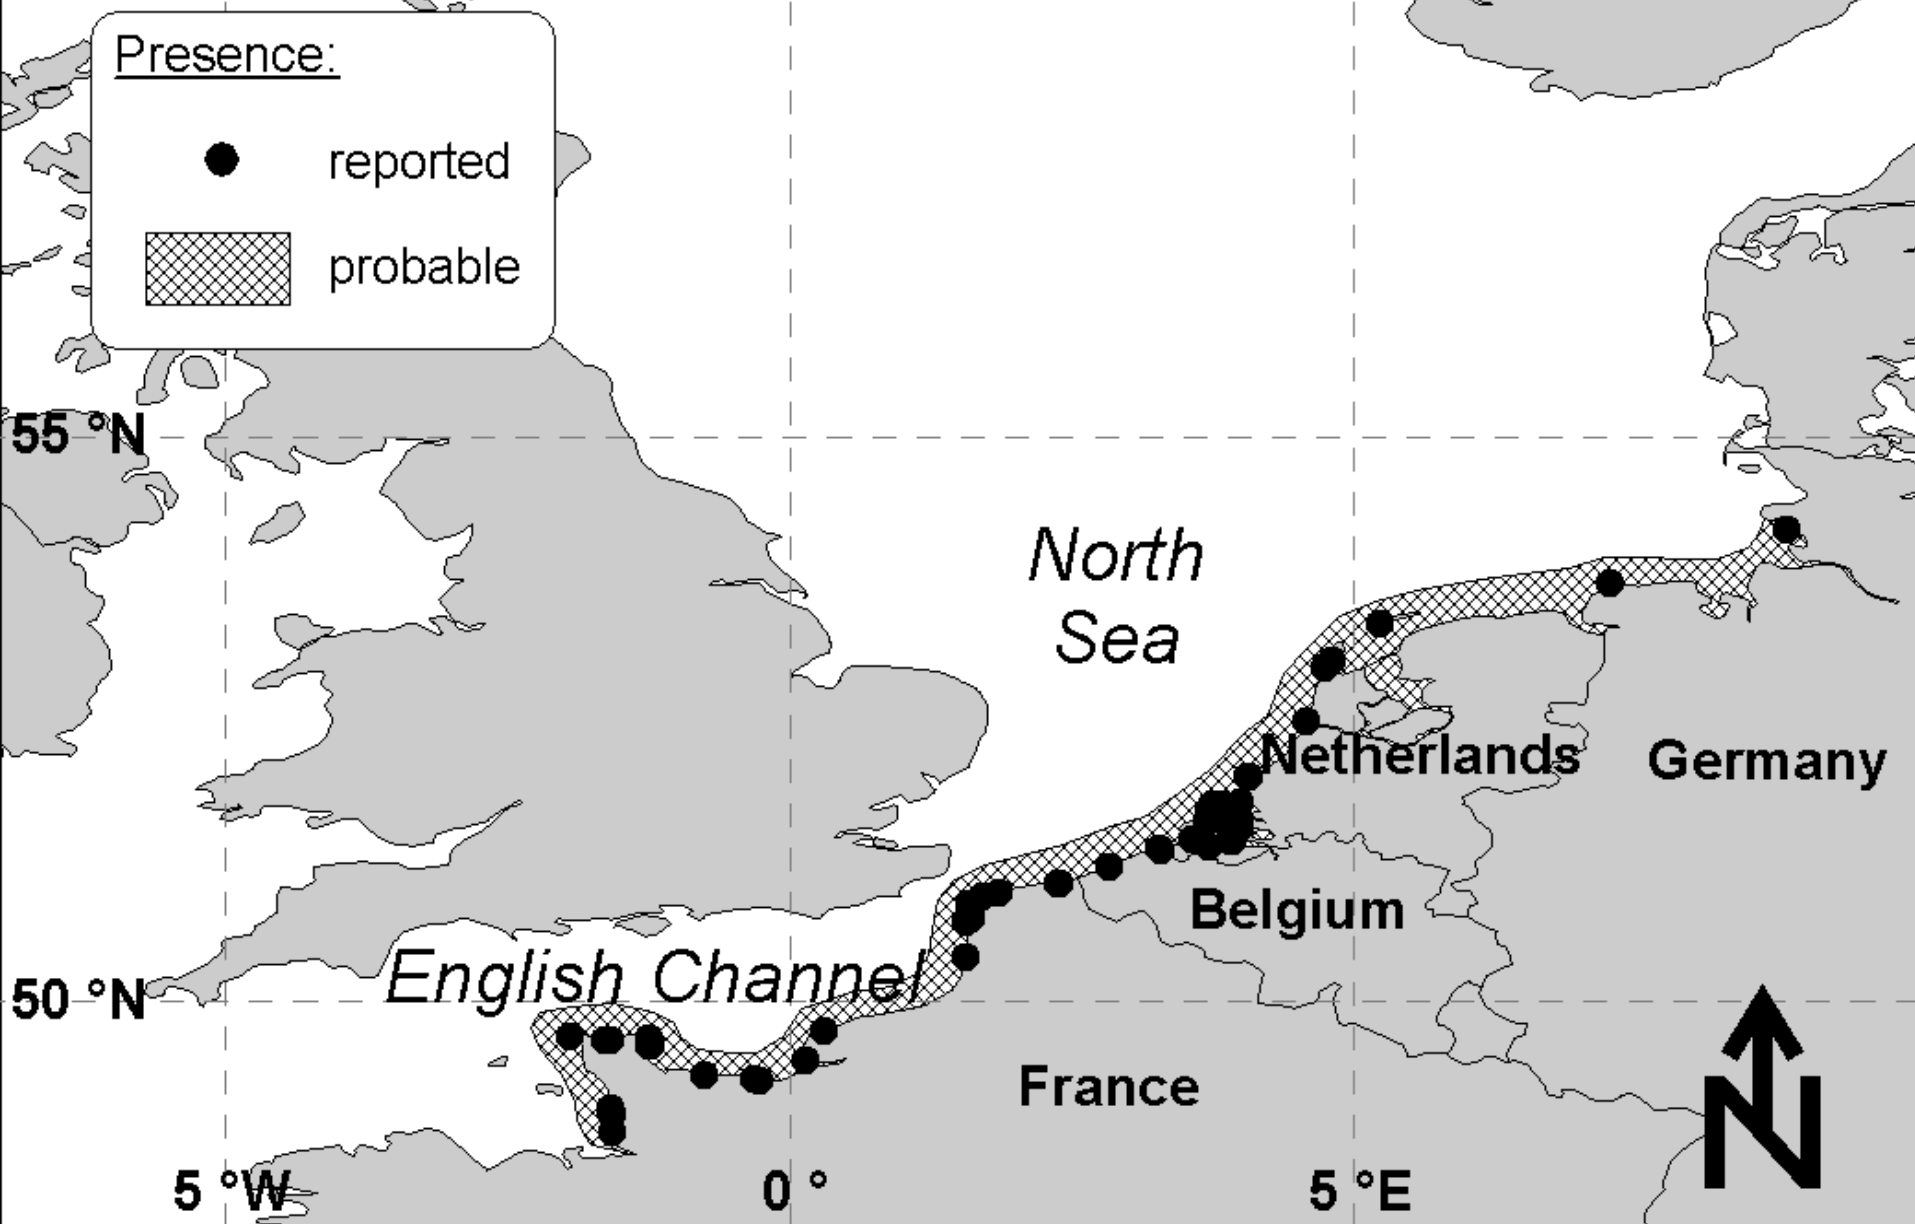 Presence:
reported
probable
55 °N
North
Sea
Netherlands
Germany
Belgium
English Channel
50 °N
France
N
5 °W
0 °
5 °E